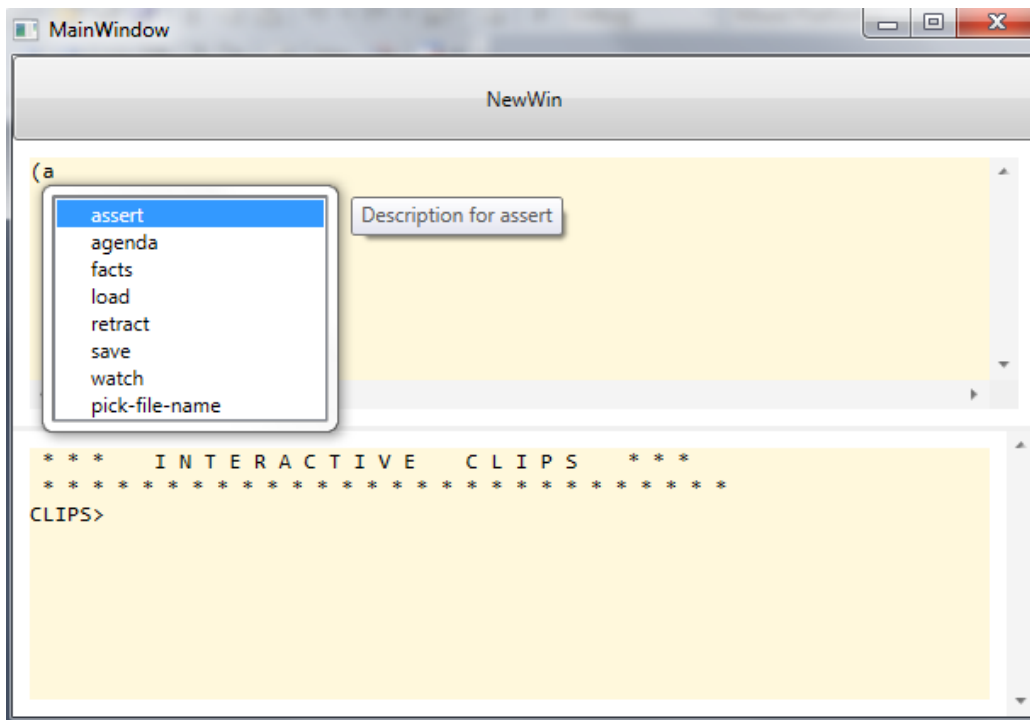 MainWindow
NewWin
(a
assert
Description for assert
agenda
facts
load
retract
save
watch
pick-file-name
* * * I N T E R A C T I V E C L I P S * * *
* * * * * * * * * * * * * * * * * * * * * * * * * * * *
CLIPS>